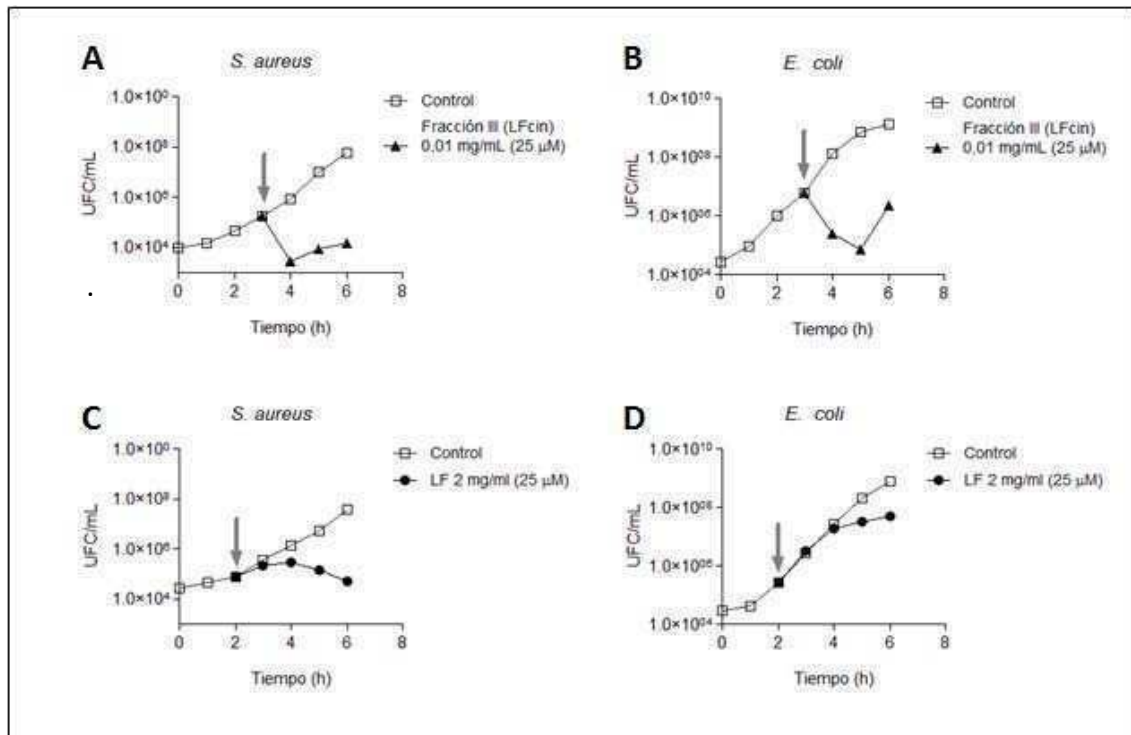 A
S. aureus
1.0×10⁰
1.0×10⁸
1.0×10⁶
1.0×10⁴
UFC/mL
0 2 4 6 8
Tiempo (h)
Control
Fracción III (LFcin)
0,01 mg/mL (25 µM)
B
E. coli
1.0×10¹⁰
1.0×10⁰⁸
1.0×10⁰⁶
1.0×10⁰⁴
UFC/mL
0 2 4 6 8
Tiempo (h)
Control
Fracción III (LFcin)
0,01 mg/mL (25 µM)
C
S. aureus
1.0×10⁰
1.0×10⁸
1.0×10⁶
1.0×10⁴
UFC/mL
0 2 4 6 8
Tiempo (h)
Control
LF 2 mg/ml (25 µM)
D
E. coli
1.0×10¹⁰
1.0×10⁰⁸
1.0×10⁰⁶
1.0×10⁰⁴
UFC/mL
0 2 4 6 8
Tiempo (h)
Control
LF 2 mg/ml (25 µM)